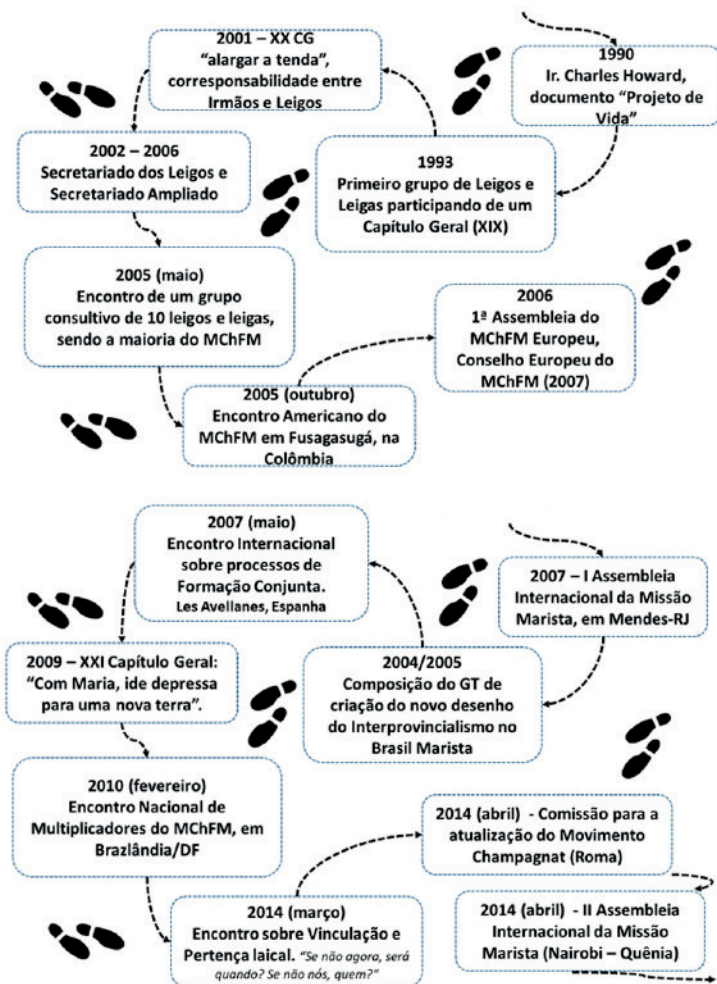 1990
Ir. Charles Howard,
documento “Projeto de
Vida”
1993
Primeiro grupo de Leigos e
Leigas participando de um
Capítulo Geral (XIX)
2001 – XX CG
“alargar a tenda”,
corresponsabilidade entre
Irmãos e Leigos
2002 – 2006
Secretariado dos Leigos e
Secretariado Ampliado
2005 (maio)
Encontro de um grupo
consultivo de 10 leigos e leigas,
sendo a maioria do MChFM
2005 (outubro)
Encontro Americano do
MChFM em Fusagasugá, na
Colômbia
2006
1ª Assembleia do
MChFM Europeu,
Conselho Europeu do
MChFM (2007)
2007 – I Assembleia
Internacional da Missão
Marista, em Mendes-RJ
2004/2005
Composição do GT de
criação do novo desenho
do Interprovincialismo no
Brasil Marista
2007 (maio)
Encontro Internacional
sobre processos de
Formação Conjunta.
Les Avellanes, Espanha
2009 – XXI Capítulo Geral:
“Com Maria, ide depressa
para uma nova terra”.
2010 (fevereiro)
Encontro Nacional de
Multiplicadores do MChFM, em
Brazlândia/DF
2014 (março)
Encontro sobre Vinculação e
Pertença laical. “Se não agora, será
quando? Se não nós, quem?”
2014 (abril) - Comissão para a
atualização do Movimento
Champagnat (Roma)
2014 (abril) - II Assembleia
Internacional da Missão
Marista (Nairobi – Quênia)